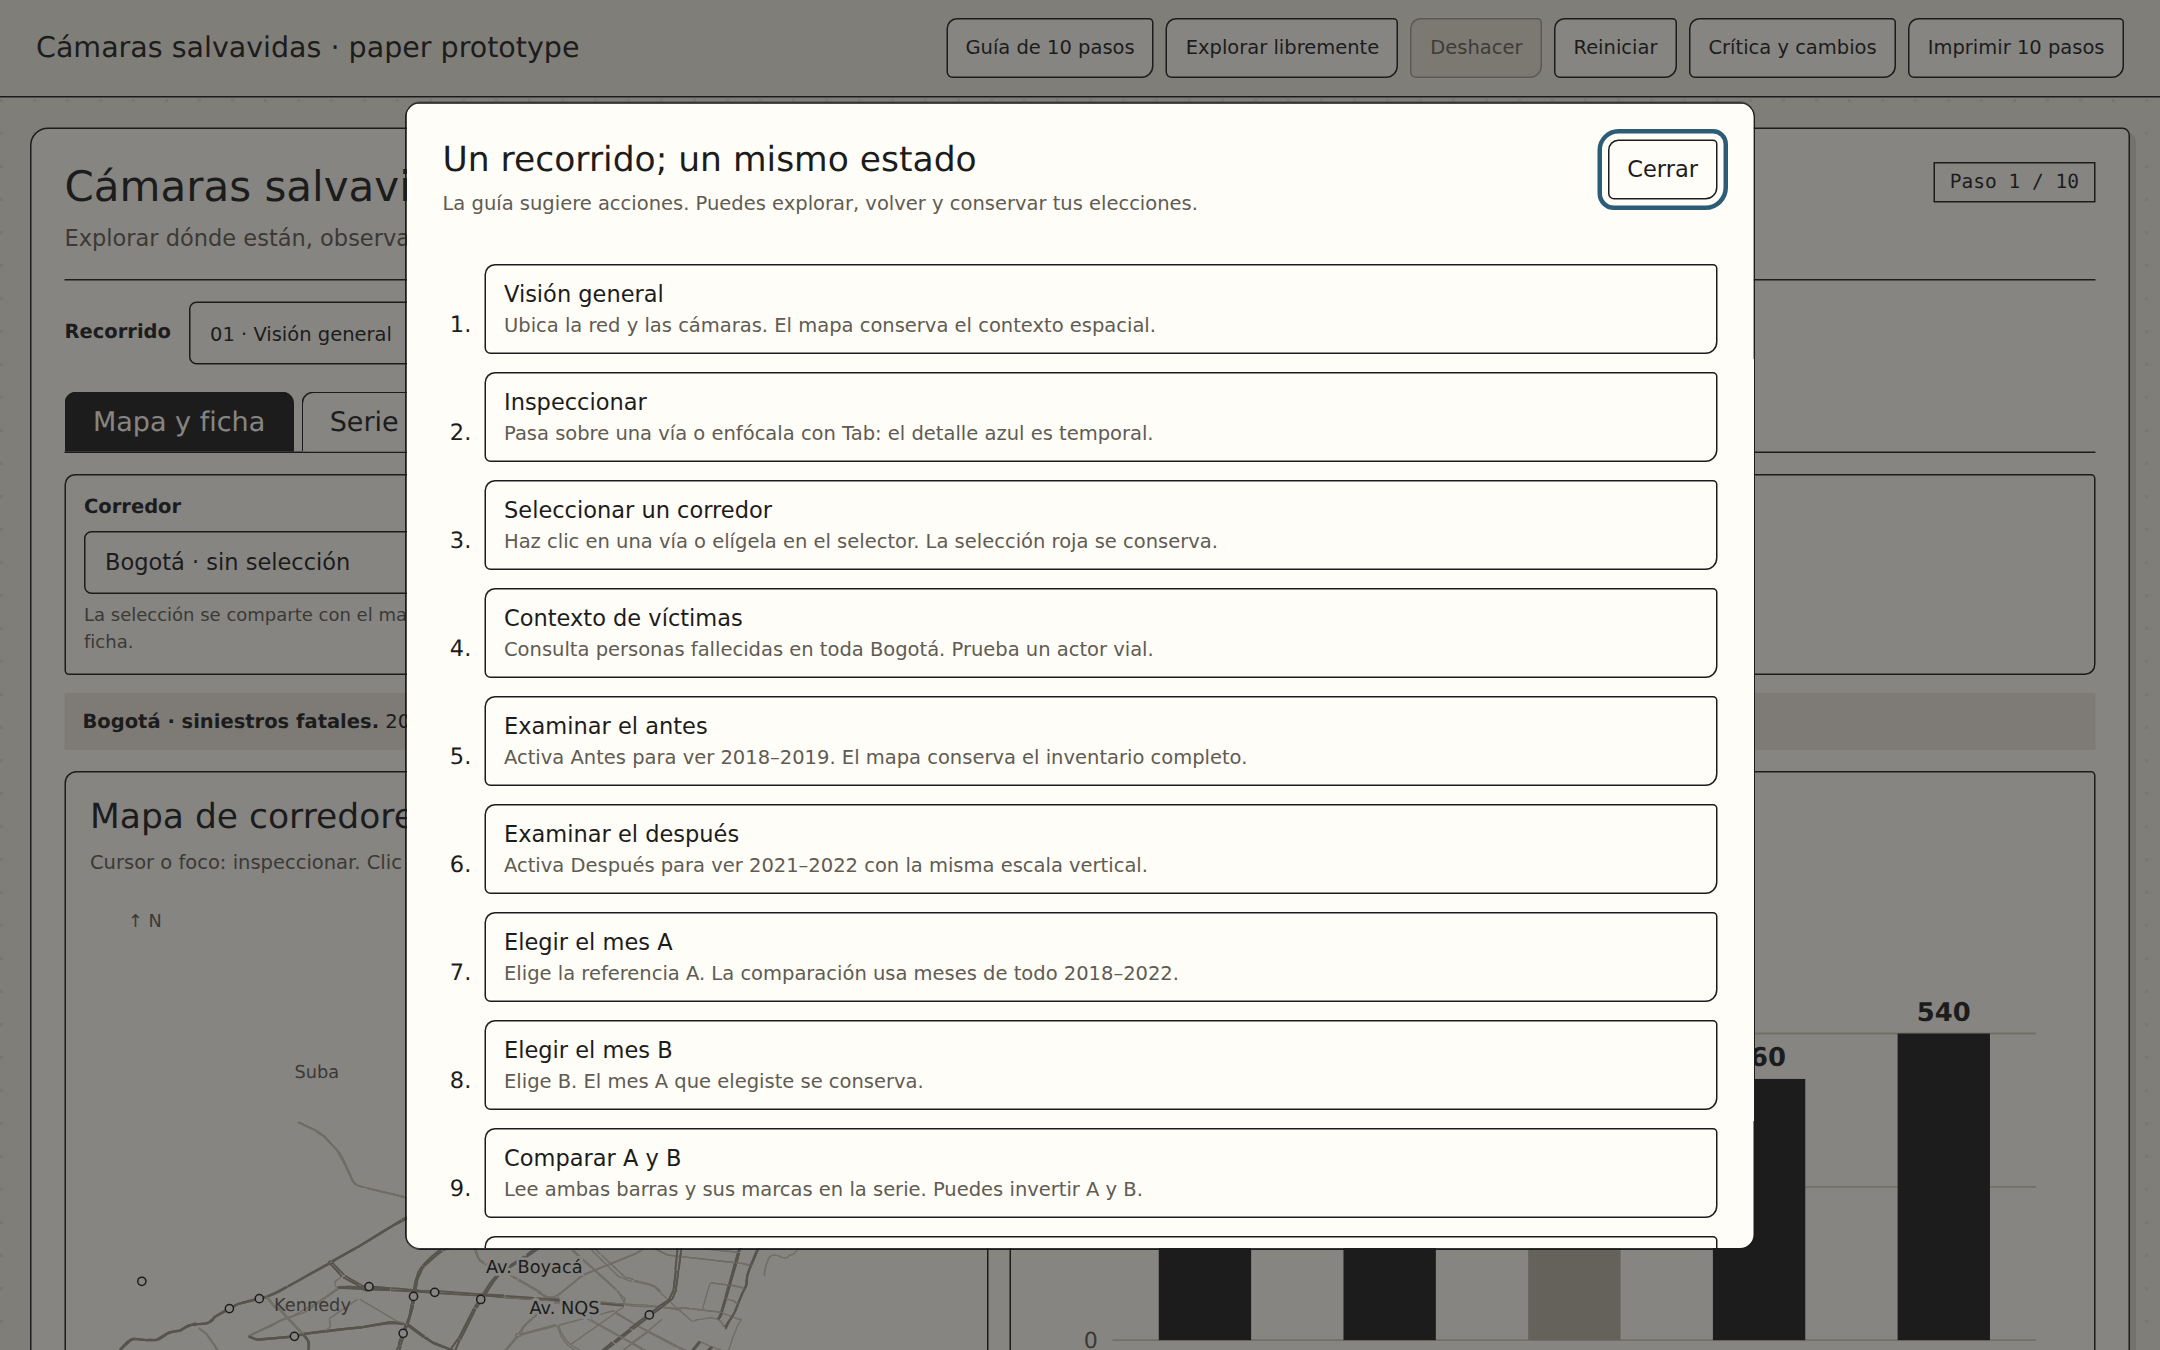 Cámaras salvavidas · paper prototype
Guía de 10 pasos
Explorar libremente
Deshacer
Reiniciar
Crítica y cambios
Imprimir 10 pasos
Cámaras salvavi
Explorar dónde están, observa
Paso 1 / 10
Recorrido
01 · Visión general
Mapa y ficha
Serie
Corredor
Bogotá · sin selección
La selección se comparte con el ma
ficha.
Bogotá · siniestros fatales. 20
Mapa de corredore
Cursor o foco: inspeccionar. Clic
↑ N
Suba
Kennedy
Av. Boyacá
Av. NQS
60
540
0
Un recorrido; un mismo estado
La guía sugiere acciones. Puedes explorar, volver y conservar tus elecciones.
Cerrar
1.
Visión general
Ubica la red y las cámaras. El mapa conserva el contexto espacial.
2.
Inspeccionar
Pasa sobre una vía o enfócala con Tab: el detalle azul es temporal.
3.
Seleccionar un corredor
Haz clic en una vía o elígela en el selector. La selección roja se conserva.
4.
Contexto de víctimas
Consulta personas fallecidas en toda Bogotá. Prueba un actor vial.
5.
Examinar el antes
Activa Antes para ver 2018–2019. El mapa conserva el inventario completo.
6.
Examinar el después
Activa Después para ver 2021–2022 con la misma escala vertical.
7.
Elegir el mes A
Elige la referencia A. La comparación usa meses de todo 2018–2022.
8.
Elegir el mes B
Elige B. El mes A que elegiste se conserva.
9.
Comparar A y B
Lee ambas barras y sus marcas en la serie. Puedes invertir A y B.